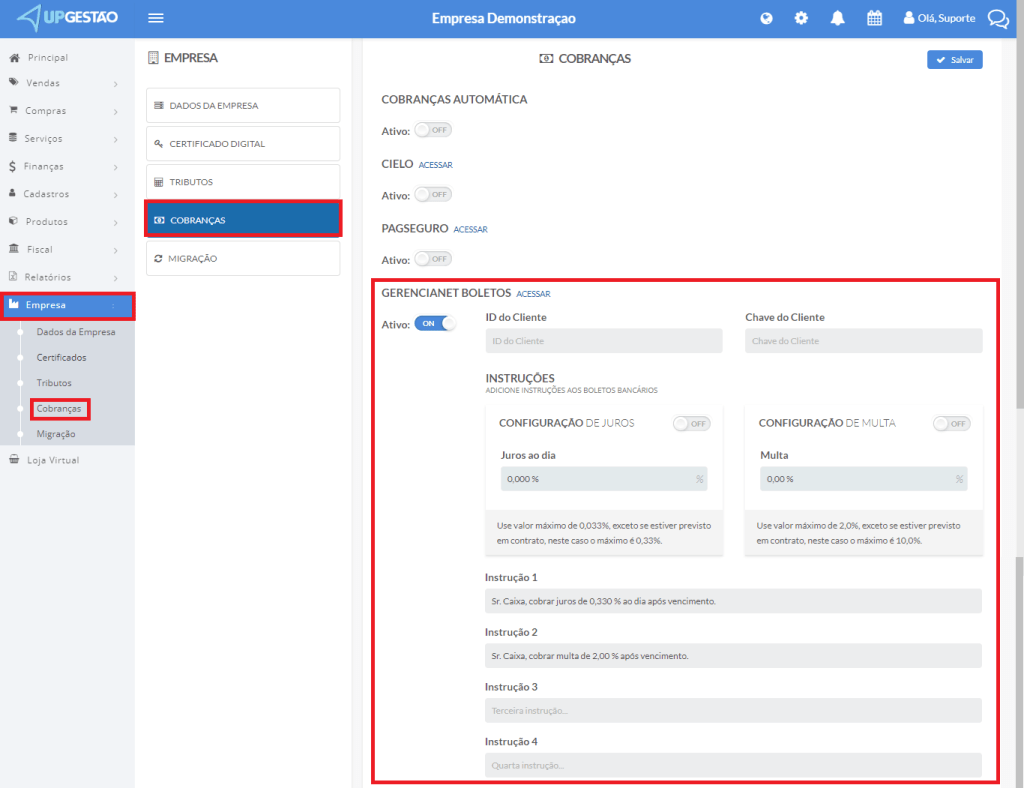 UPGESTÃO
Empresa Demonstraçao
Olá, Suporte
Principal
Vendas
Compras
Serviços
Finanças
Cadastros
Produtos
Fiscal
Relatórios
Empresa
Dados da Empresa
Certificados
Tributos
Cobranças
Migração
Loja Virtual
EMPRESA
DADOS DA EMPRESA
CERTIFICADO DIGITAL
TRIBUTOS
COBRANÇAS
MIGRAÇÃO
COBRANÇAS
Salvar
COBRANÇAS AUTOMÁTICA
Ativo: OFF
CIELO ACESSAR
Ativo: OFF
PAGSEGURO ACESSAR
Ativo: OFF
GERENCIANET BOLETOS ACESSAR
Ativo: ON
ID do Cliente
ID do Cliente
Chave do Cliente
Chave do Cliente
INSTRUÇÕES
ADICIONE INSTRUÇÕES AOS BOLETOS BANCÁRIOS
CONFIGURAÇÃO DE JUROS OFF
Juros ao dia
0,000 % %
Use valor máximo de 0,033%, exceto se estiver previsto
em contrato, neste caso o máximo é 0,33%.
CONFIGURAÇÃO DE MULTA OFF
Multa
0,00 % %
Use valor máximo de 2,0%, exceto se estiver previsto
em contrato, neste caso o máximo é 10,0%.
Instrução 1
Sr. Caixa, cobrar juros de 0,330 % ao dia após vencimento.
Instrução 2
Sr. Caixa, cobrar multa de 2,00 % após vencimento.
Instrução 3
Terceira instrução...
Instrução 4
Quarta instrução...